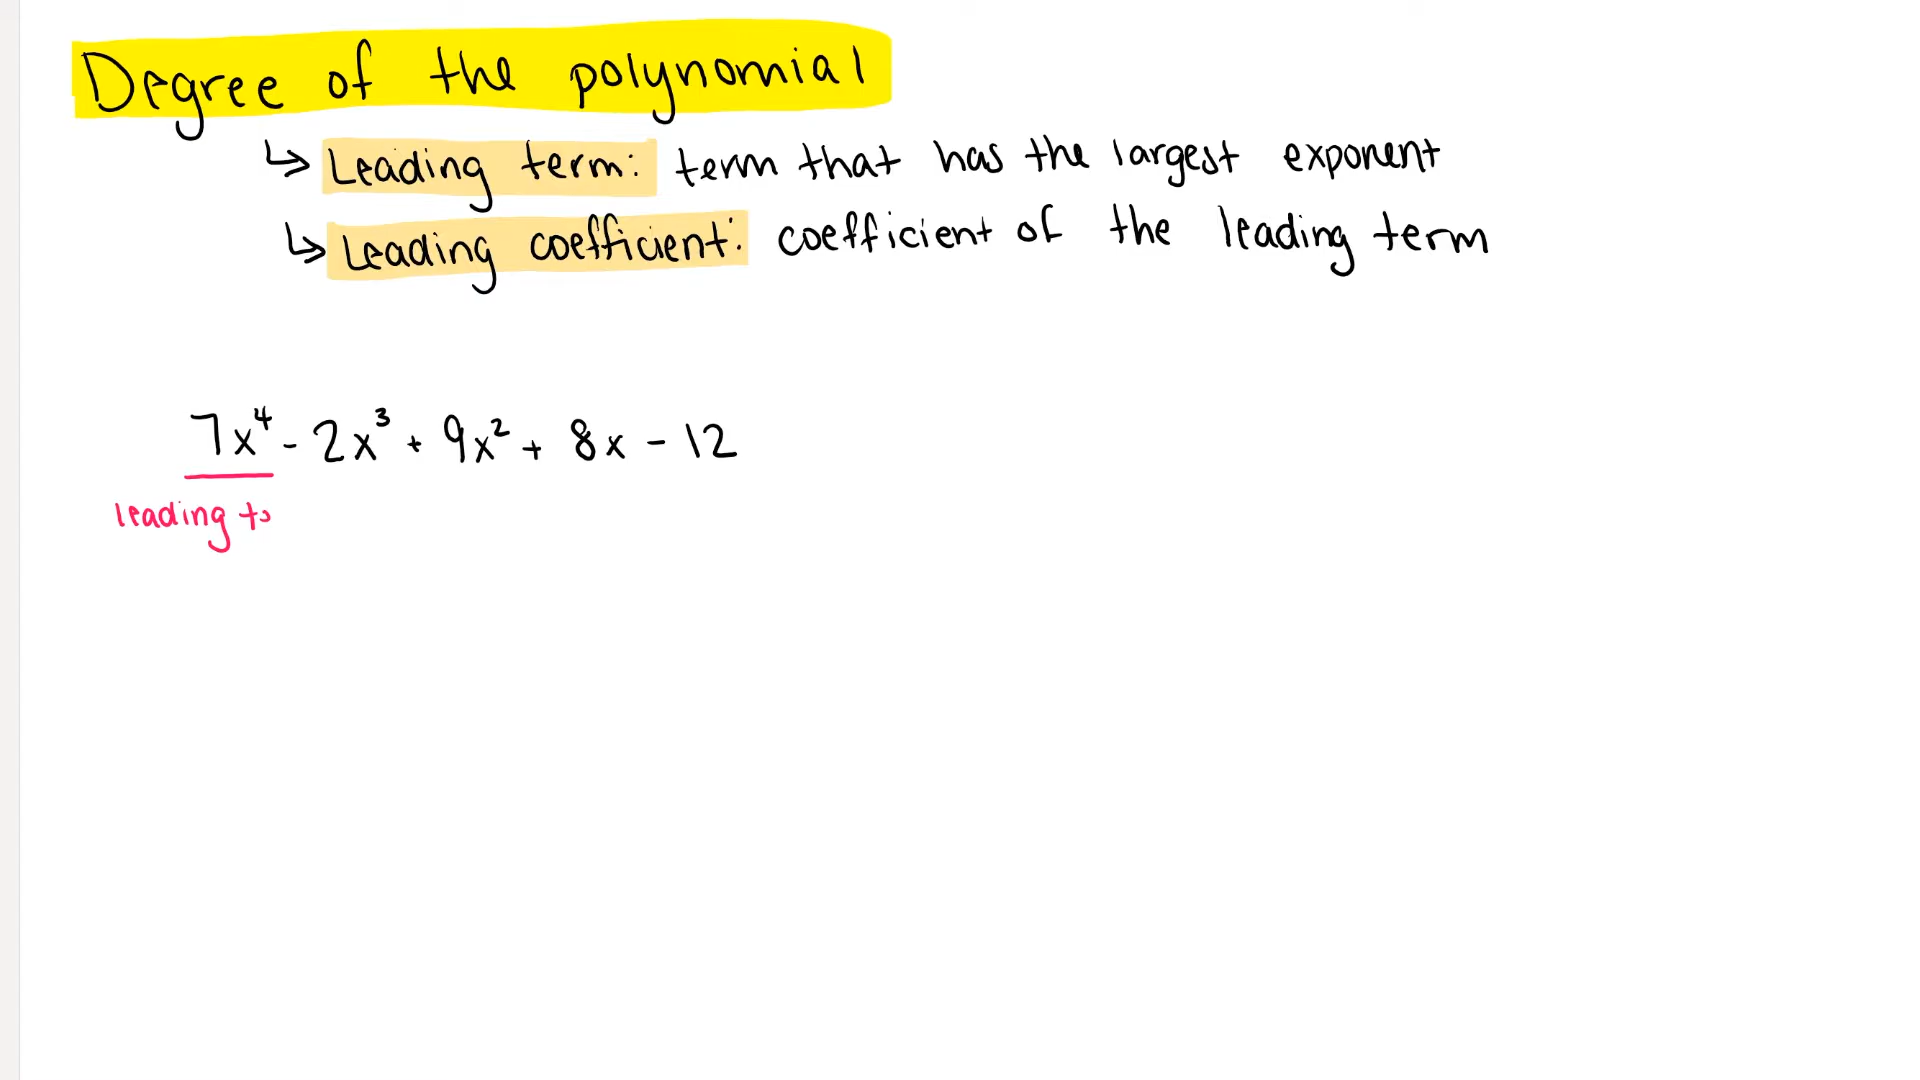 Degree of the polynomial
↳ Leading term: term that has the largest exponent
↳ Leading coefficient: coefficient of the leading term
7x⁴ - 2x³ + 9x² + 8x - 12
leading